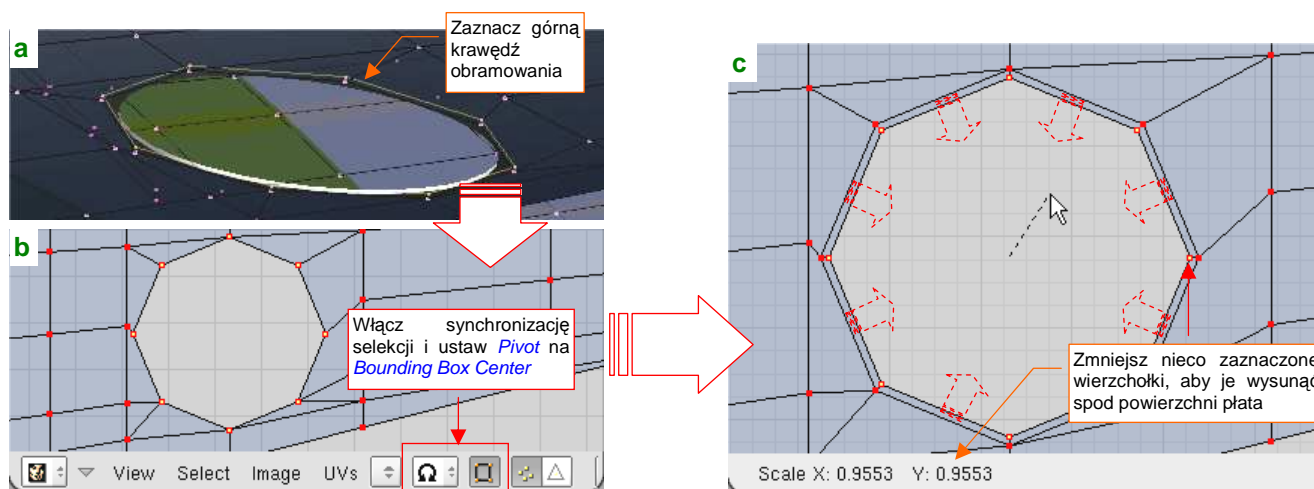 a
Zaznacz górną
krawędź
obramowania
b
Włącz synchronizację
selekcji i ustaw Pivot na
Bounding Box Center
View Select Image UVs
c
Zmniejsz nieco zaznaczone
wierzchołki, aby je wysunąć
spod powierzchni płata
Scale X: 0.9553 Y: 0.9553